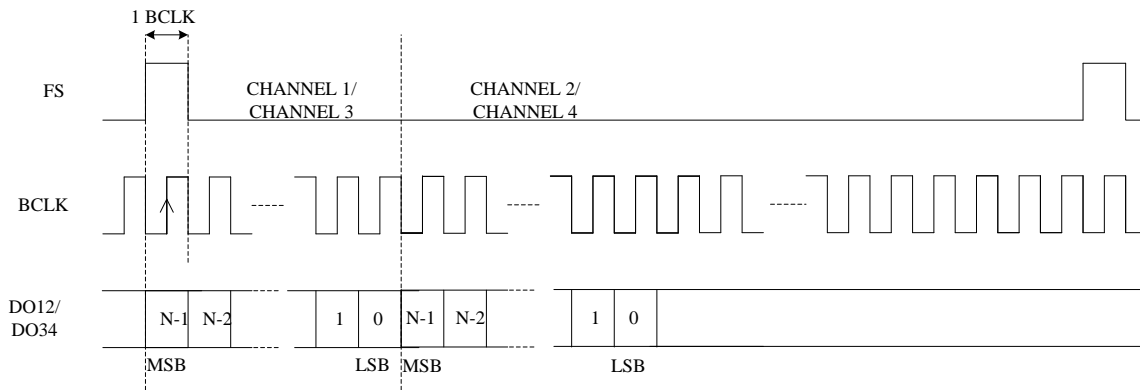 1 BCLK
FS
CHANNEL 1/
CHANNEL 3
CHANNEL 2/
CHANNEL 4
BCLK
DO12/
DO34
N-1 N-2 1 0 N-1 N-2 1 0
MSB LSB MSB LSB